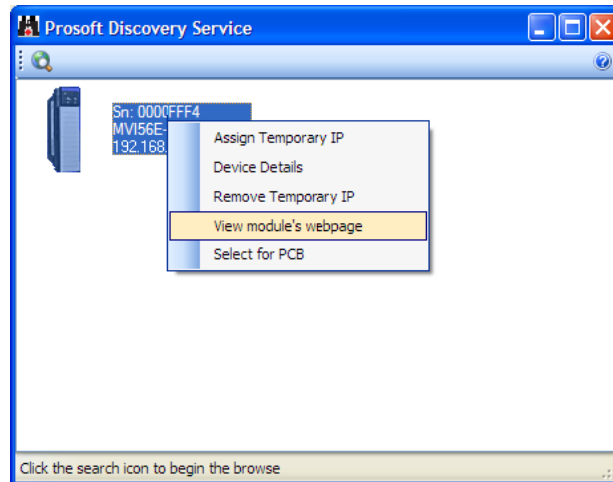 Prosoft Discovery Service
Sn: 0000FFF4
MVI56E-
192.168.
Assign Temporary IP
Device Details
Remove Temporary IP
View module's webpage
Select for PCB
Click the search icon to begin the browse